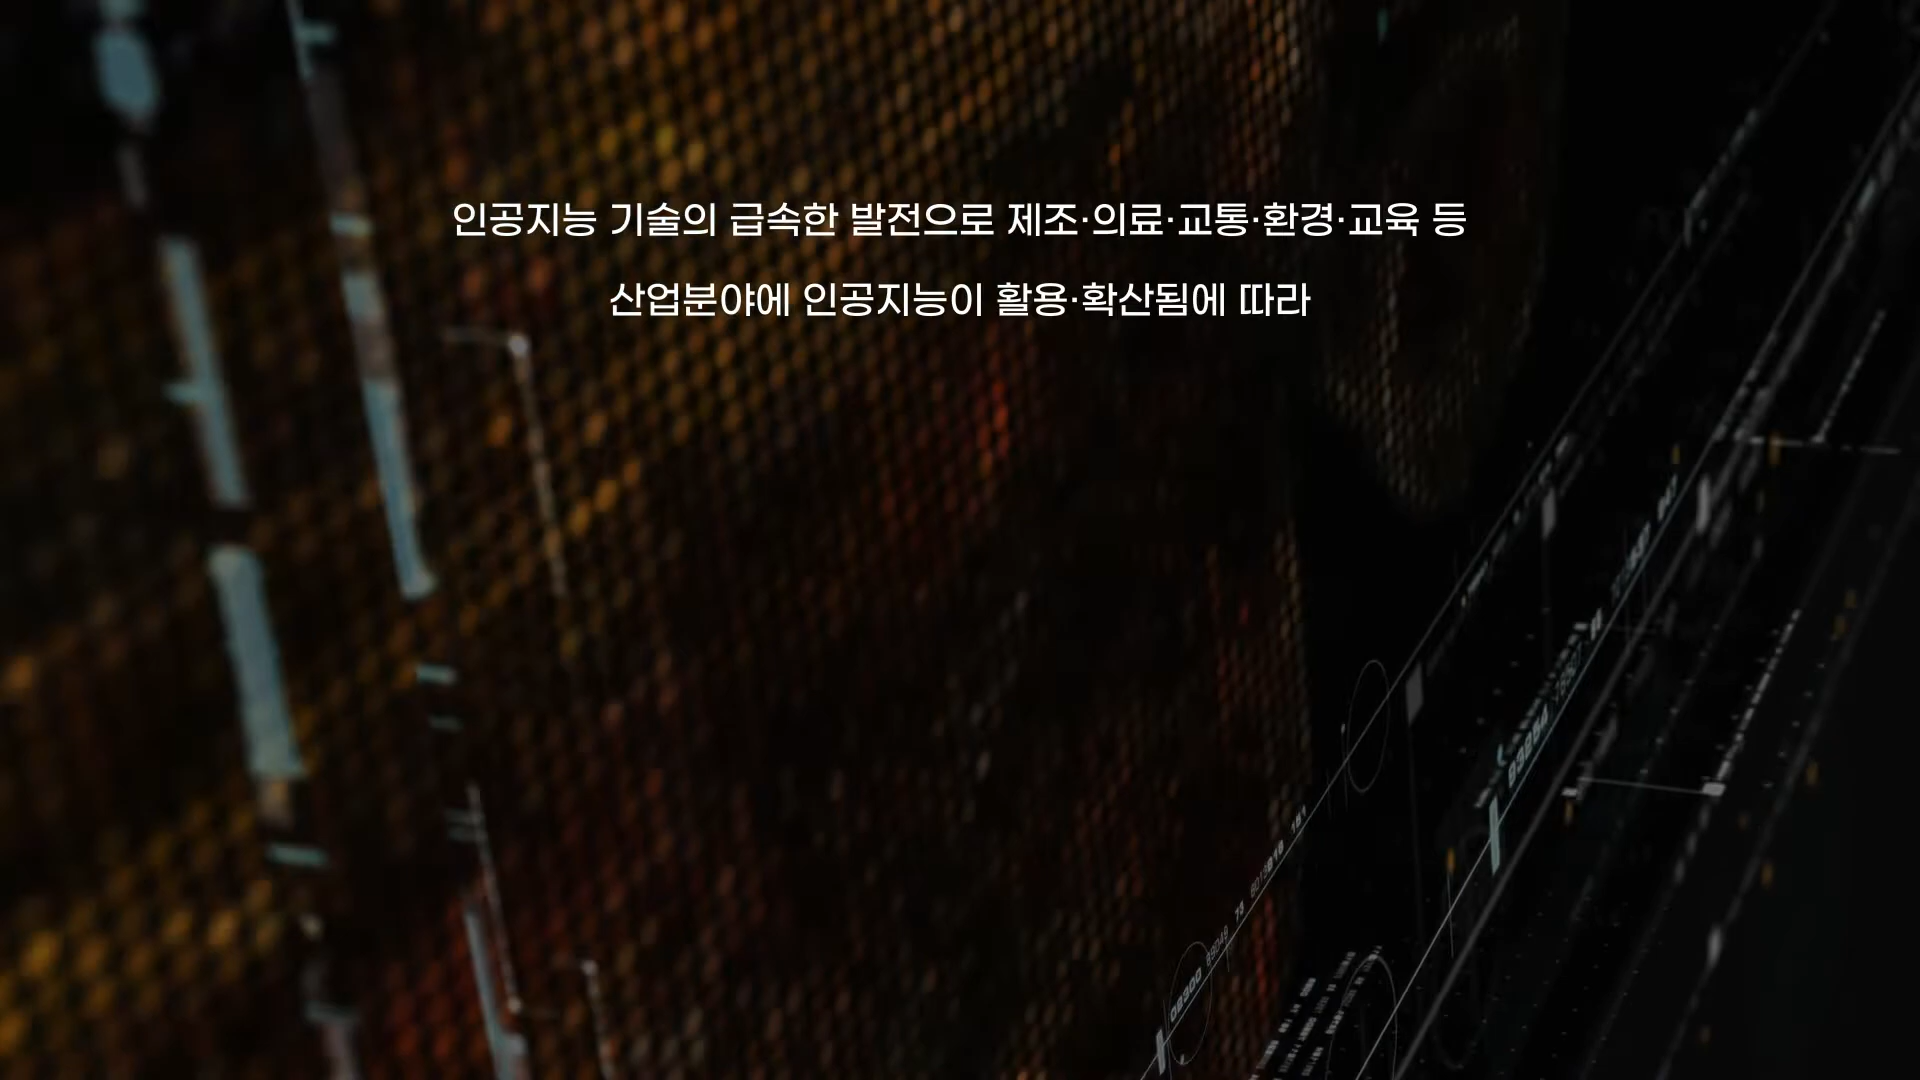 인공지능 기술의 급속한 발전으로 제조·의료·교통·환경·교육 등
산업분야에 인공지능이 활용·확산됨에 따라
93254